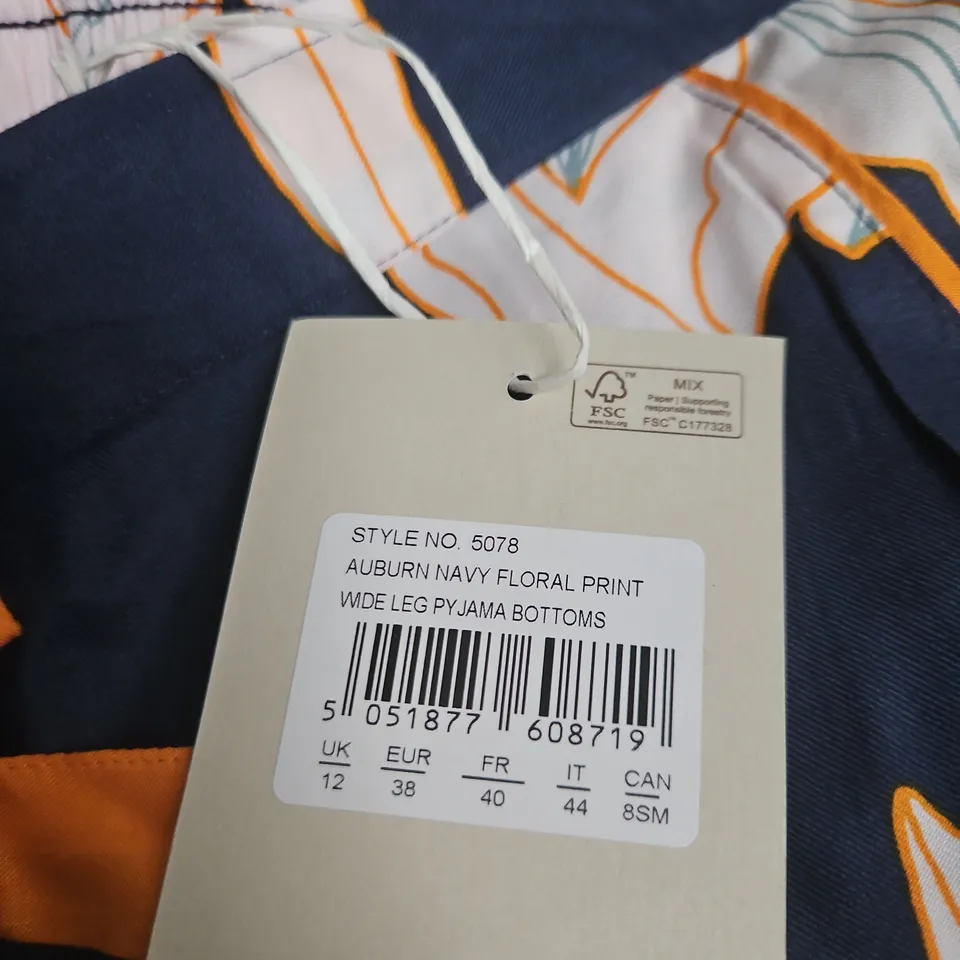 FSC™
www.fsc.org
MIX
Paper | Supporting
responsible forestry
FSC™ C177328
STYLE NO. 5078
AUBURN NAVY FLORAL PRINT
WIDE LEG PYJAMA BOTTOMS
5 051877 608719
UK EUR FR IT CAN
12 38 40 44 8SM